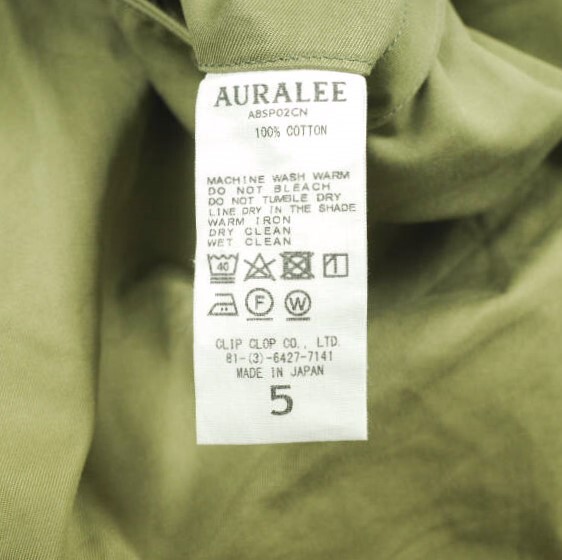 AURALEE
A8SP02CN
100% COTTON
MACHINE WASH WARM
DO NOT BLEACH
DO NOT TUMBLE DRY
LINE DRY IN THE SHADE
WARM IRON
DRY CLEAN
WET CLEAN
40
F W
CLIP CLOP CO., LTD.
81-(3)-6427-7141
MADE IN JAPAN
5